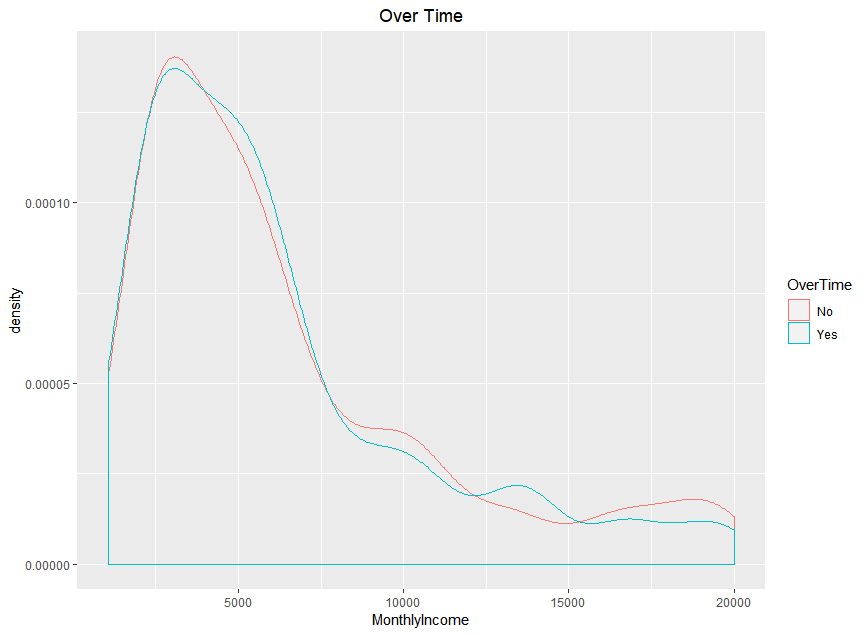 Over Time
density
0.00010
0.00005
0.00000
5000 10000 15000 20000
MonthlyIncome
OverTime
No
Yes